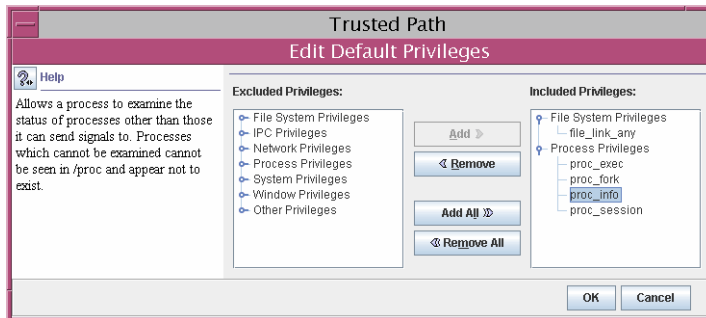 Trusted Path
Edit Default Privileges
Help
Allows a process to examine the
status of processes other than those
it can send signals to. Processes
which cannot be examined cannot
be seen in /proc and appear not to
exist.
Excluded Privileges:
File System Privileges
IPC Privileges
Network Privileges
Process Privileges
System Privileges
Window Privileges
Other Privileges
Add
Remove
Add All
Remove All
Included Privileges:
File System Privileges
file_link_any
Process Privileges
proc_exec
proc_fork
proc_info
proc_session
OK
Cancel